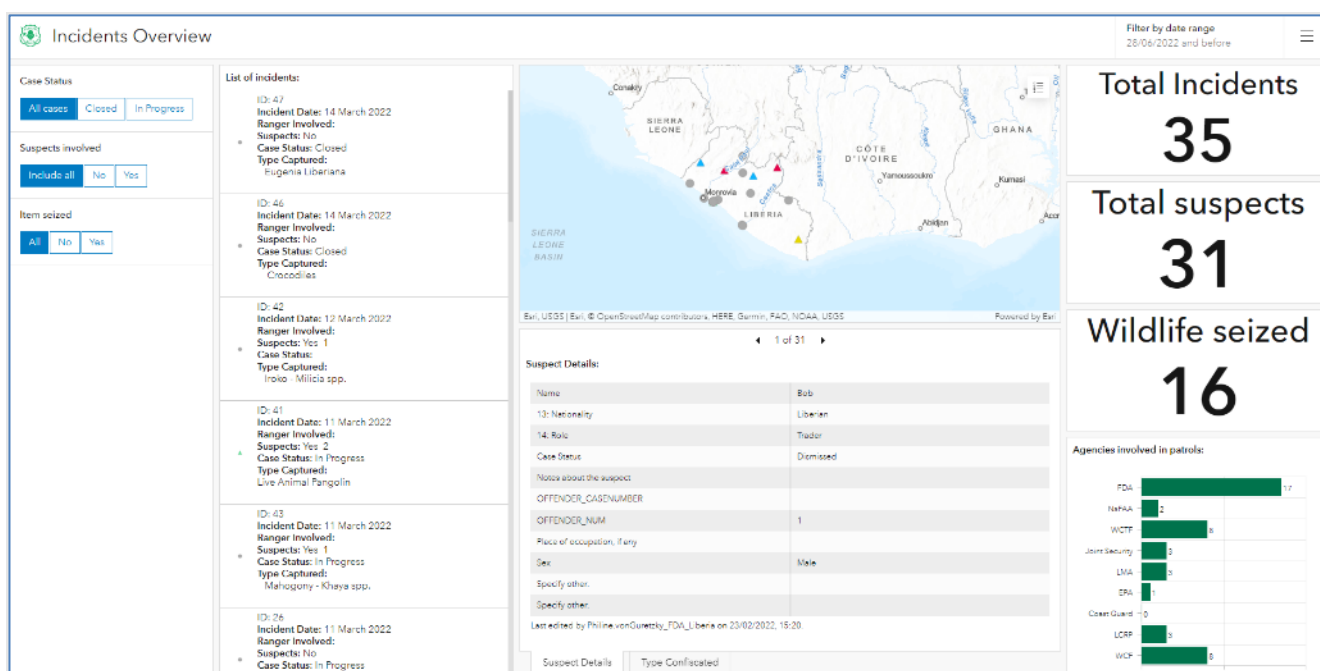 Incidents Overview
Filter by date range
28/06/2022 and before
Case Status
All cases
Closed
In Progress
Suspects involved
Include all
No
Yes
Item seized
All
No
Yes
List of incidents:
ID: 47
Incident Date: 14 March 2022
Ranger Involved:
Suspects: No
Case Status: Closed
Type Captured:
Eugenia Liberiana
ID: 46
Incident Date: 14 March 2022
Ranger Involved:
Suspects: No
Case Status: Closed
Type Captured:
Crocodiles
ID: 42
Incident Date: 12 March 2022
Ranger Involved:
Suspects: Yes 1
Case Status:
Type Captured:
Iroko - Milicia spp.
ID: 41
Incident Date: 11 March 2022
Ranger Involved:
Suspects: Yes 2
Case Status: In Progress
Type Captured:
Live Animal Pangolin
ID: 43
Incident Date: 11 March 2022
Ranger Involved:
Suspects: Yes 1
Case Status: In Progress
Type Captured:
Mahogony - Khaya spp.
ID: 26
Incident Date: 11 March 2022
Ranger Involved:
Suspects: No
Case Status: In Progress
Conakry
SIERRA
LEONE
GHANA
CÔTE
D'IVOIRE
Yamoussoukro
Kumasi
Sassandra
Monrovia
Cestos
LIBERIA
Abidjan
Accr
SIERRA
LEONE
BASIN
Esri, USGS | Esri, © OpenStreetMap contributors, HERE, Garmin, FAO, NOAA, USGS
Powered by Esri
1 of 31
Suspect Details:
Name Bob
13: Nationality Liberian
14: Role Trader
Case Status Dismissed
Notes about the suspect
OFFENDER_CASENUMBER
OFFENDER_NUM 1
Place of occupation, if any
Sex Male
Specify other.
Specify other.
Last edited by Philine.vonGuretzky_FDA_Liberia on 23/02/2022, 15:20.
Suspect Details
Type Confiscated
Total Incidents
35
Total suspects
31
Wildlife seized
16
Agencies involved in patrols:
FDA 17
NaFAA 2
WCTF 8
Joint Security 3
LMA 3
EPA 1
Coast Guard 0
LCRP 3
WCF 8